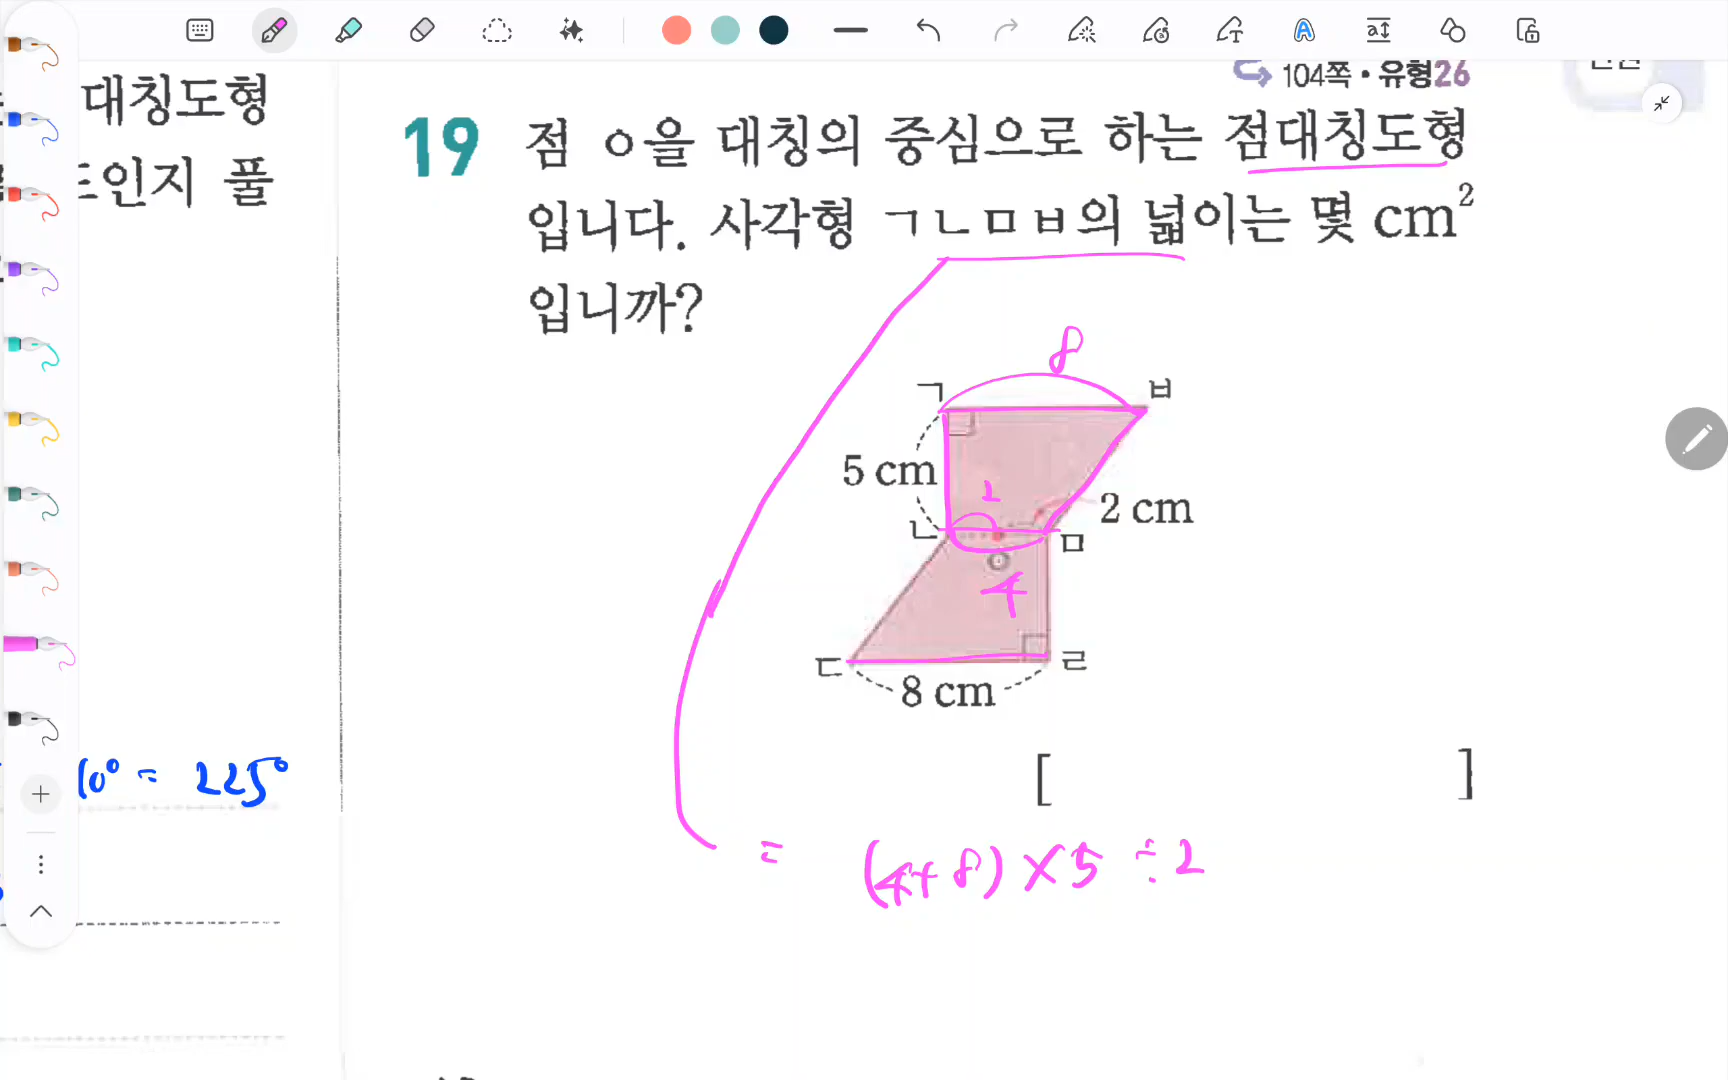 대칭도형
인지 풀
10° = 225°
104쪽 • 유형26
19 점 ㅇ을 대칭의 중심으로 하는 점대칭도형
입니다. 사각형 ㄱㄴㅁㅂ의 넓이는 몇 cm²
입니까?
8
ㄱ ㅂ
5 cm
2
2 cm
ㄴ ㅁ
ㅇ
4
ㄷ ㄹ
8 cm
[ ]
= (4+8)×5÷2